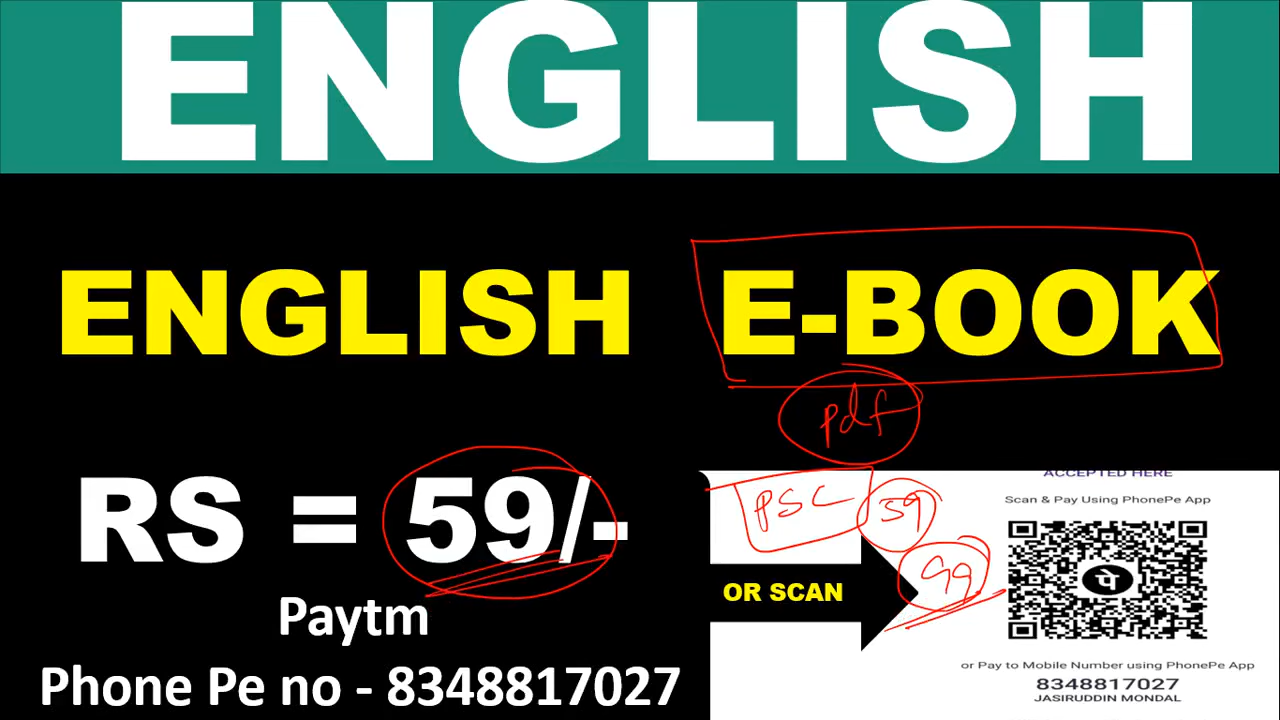 ENGLISH
ENGLISH E-BOOK
pdf
RS = 59/-
PSC 59
99
OR SCAN
Paytm
Phone Pe no - 8348817027
ACCEPTED HERE
Scan & Pay Using PhonePe App
पे
or Pay to Mobile Number using PhonePe App
8348817027
JASIRUDDIN MONDAL